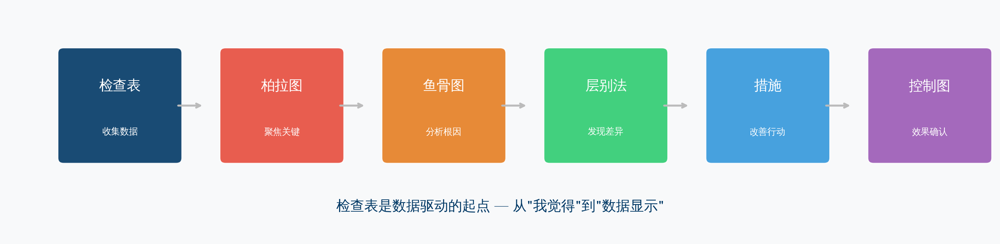 检查表
收集数据
柏拉图
聚焦关键
鱼骨图
分析根因
层别法
发现差异
措施
改善行动
控制图
效果确认
检查表是数据驱动的起点 — 从"我觉得"到"数据显示"